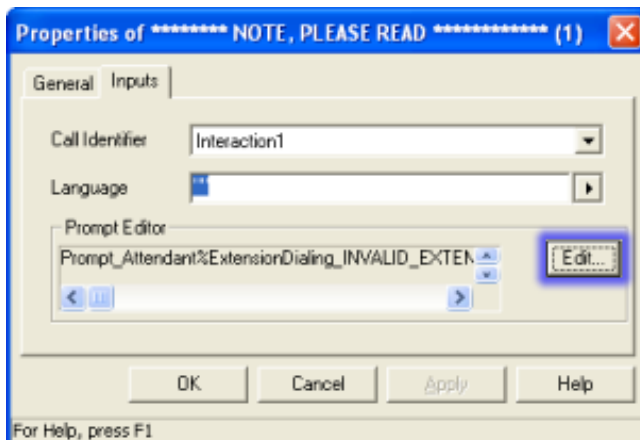 Properties of ******** NOTE, PLEASE READ ************ (1)
General Inputs
Call Identifier Interaction1
Language ""
Prompt Editor
Prompt_Attendant%ExtensionDialing_INVALID_EXTEN
Edit...
OK Cancel Apply Help
For Help, press F1